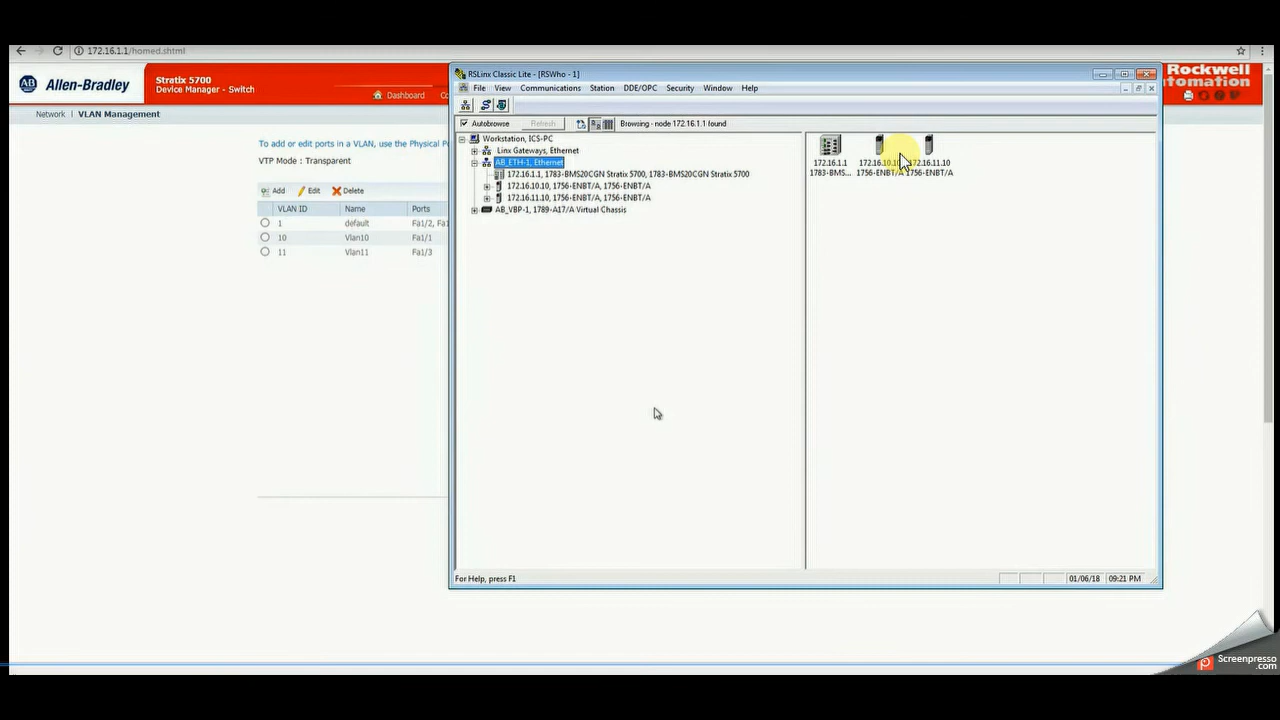 172.16.1.1/homed.shtml
AB Allen-Bradley
Stratix 5700
Device Manager - Switch
Dashboard
Rockwell
Network | VLAN Management
To add or edit ports in a VLAN, use the Physical
VTP Mode : Transparent
Add Edit Delete
VLAN ID Name Ports
1 default Fa1/2,
10 Vlan10 Fa1/1
11 Vlan11 Fa1/3
RSLinx Classic Lite - [RSWho - 1]
File View Communications Station DDE/OPC Security Window Help
Autobrowse Refresh Browsing - node 172.16.1.1 found
Workstation, ICS-PC
Linx Gateways, Ethernet
AB_ETH-1, Ethernet
172.16.1.1, 1783-BMS20CGN Stratix 5700, 1783-BMS20CGN Stratix 5700
172.16.10.10, 1756-ENBT/A, 1756-ENBT/A
172.16.11.10, 1756-ENBT/A, 1756-ENBT/A
AB_VBP-1, 1789-A17/A Virtual Chassis
172.16.1.1 172.16.11.10
1783-BMS... 1756-ENBT/A 1756-ENBT/A
For Help, press F1
01/06/18 09:21 PM
Screenpresso
.com